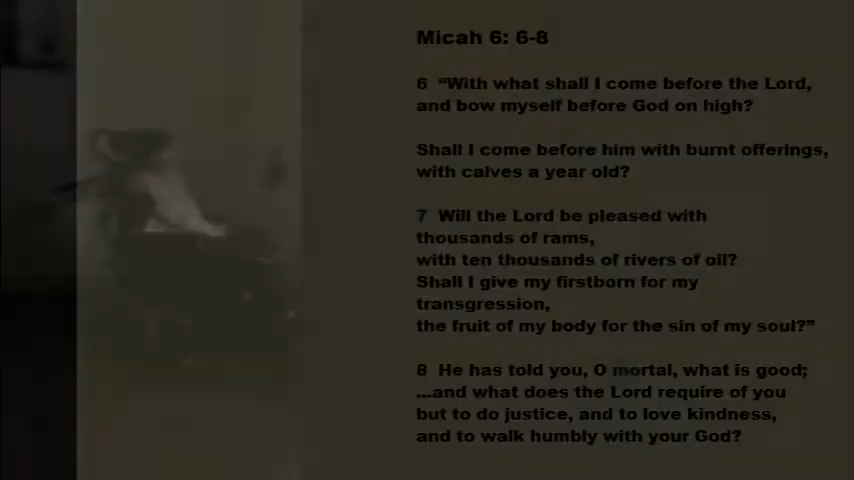 Micah 6: 6-8
6 “With what shall I come before the Lord,
and bow myself before God on high?
Shall I come before him with burnt offerings,
with calves a year old?
7 Will the Lord be pleased with
thousands of rams,
with ten thousands of rivers of oil?
Shall I give my firstborn for my
transgression,
the fruit of my body for the sin of my soul?”
8 He has told you, O mortal, what is good;
...and what does the Lord require of you
but to do justice, and to love kindness,
and to walk humbly with your God?